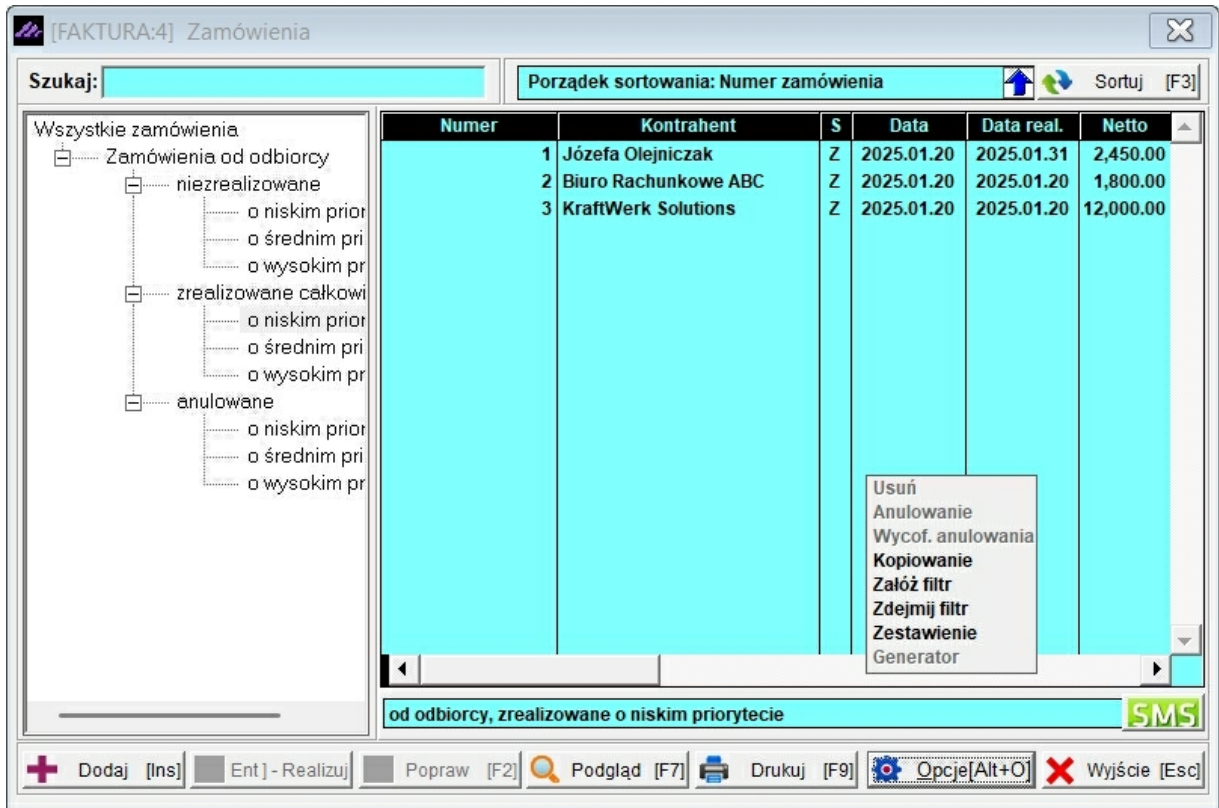 [FAKTURA:4] Zamówienia
Szukaj:
Porządek sortowania: Numer zamówienia
Sortuj [F3]
Wszystkie zamówienia
Zamówienia od odbiorcy
niezrealizowane
o niskim prior
o średnim pri
o wysokim pr
zrealizowane całkowi
o niskim prior
o średnim pri
o wysokim pr
anulowane
o niskim prior
o średnim pri
o wysokim pr
Numer Kontrahent S Data Data real. Netto
1 Józefa Olejniczak Z 2025.01.20 2025.01.31 2,450.00
2 Biuro Rachunkowe ABC Z 2025.01.20 2025.01.20 1,800.00
3 KraftWerk Solutions Z 2025.01.20 2025.01.20 12,000.00
Usuń
Anulowanie
Wycof. anulowania
Kopiowanie
Załóż filtr
Zdejmij filtr
Zestawienie
Generator
od odbiorcy, zrealizowane o niskim priorytecie
SMS
Dodaj [Ins] Ent ] - Realizuj Popraw [F2] Podgląd [F7] Drukuj [F9] Opcje[Alt+O] Wyjście [Esc]